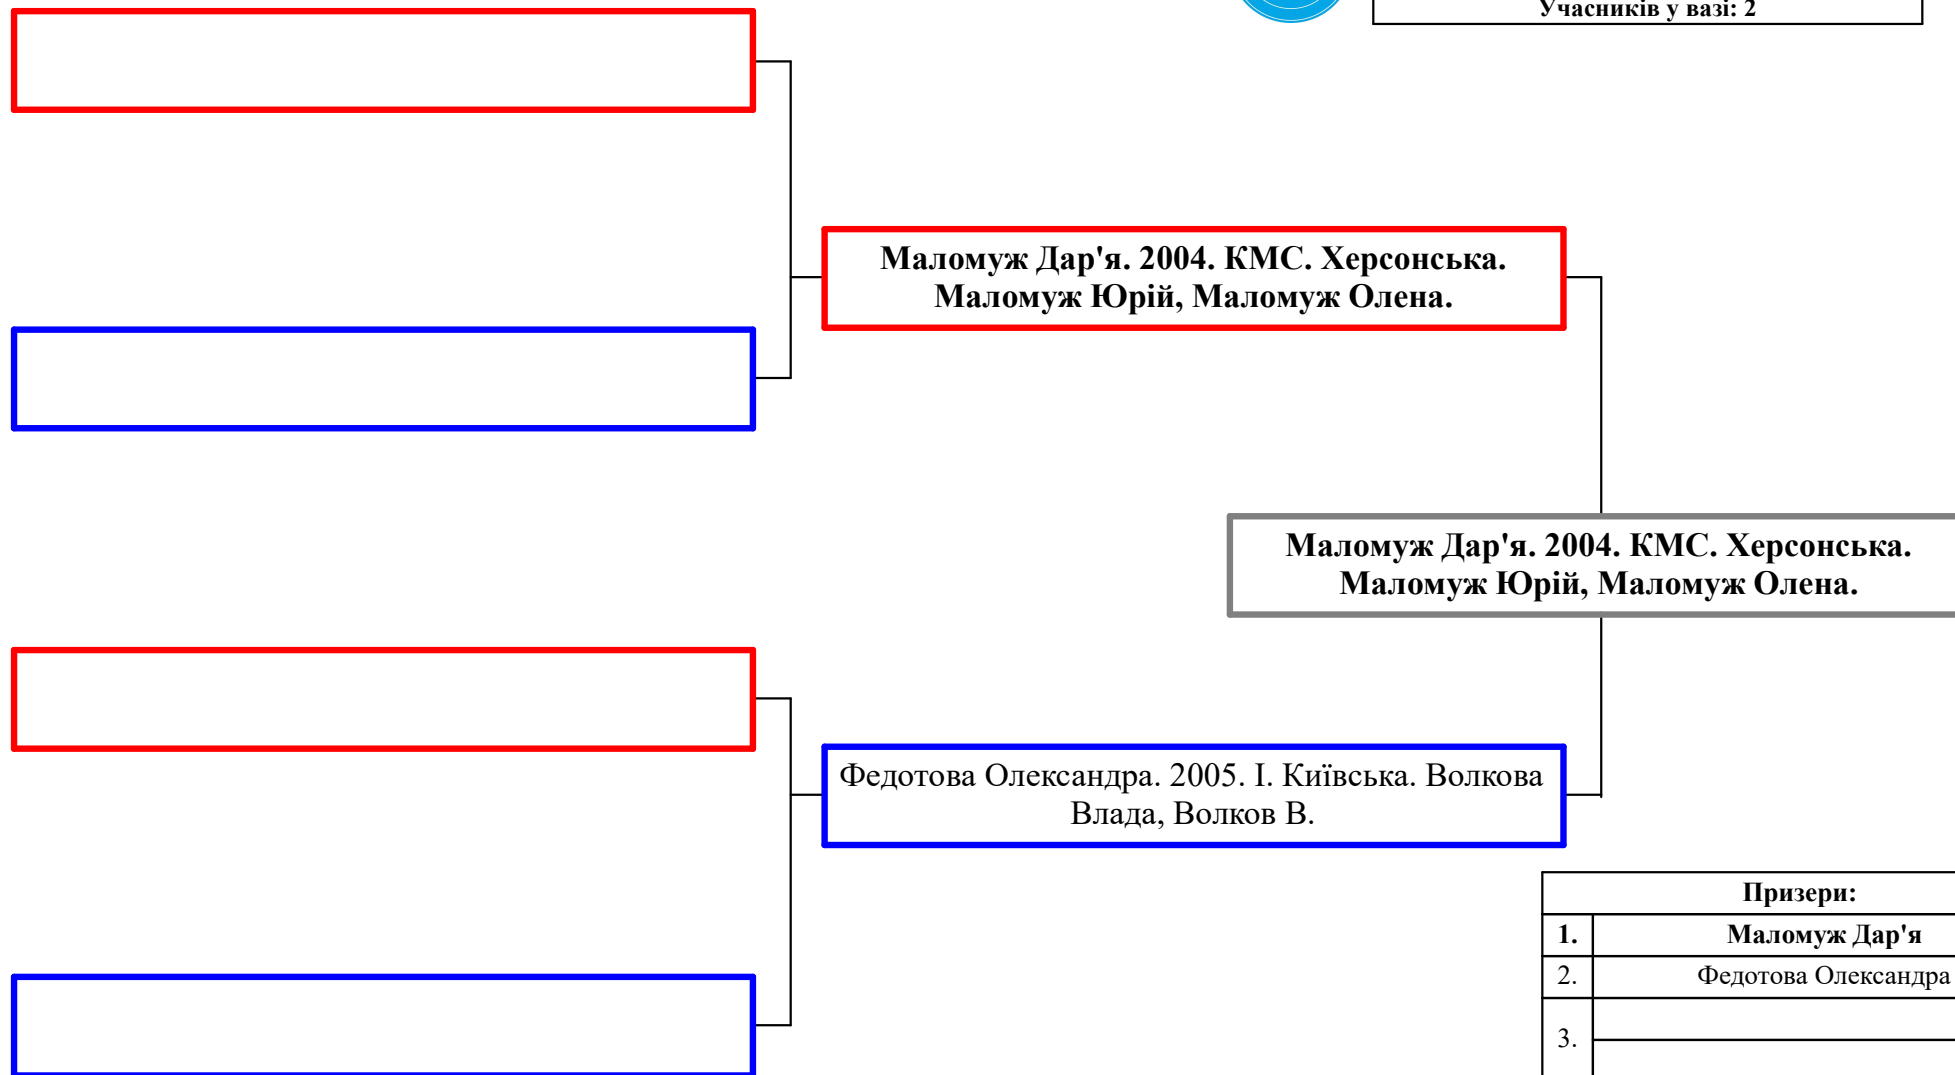 Учасників у вазі: 2
Маломуж Дар'я. 2004. КМС. Херсонська.
Маломуж Юрій, Маломуж Олена.
Маломуж Дар'я. 2004. КМС. Херсонська.
Маломуж Юрій, Маломуж Олена.
Федотова Олександра. 2005. І. Київська. Волкова
Влада, Волков В.
Призери:
1. Маломуж Дар'я
2. Федотова Олександра
3.